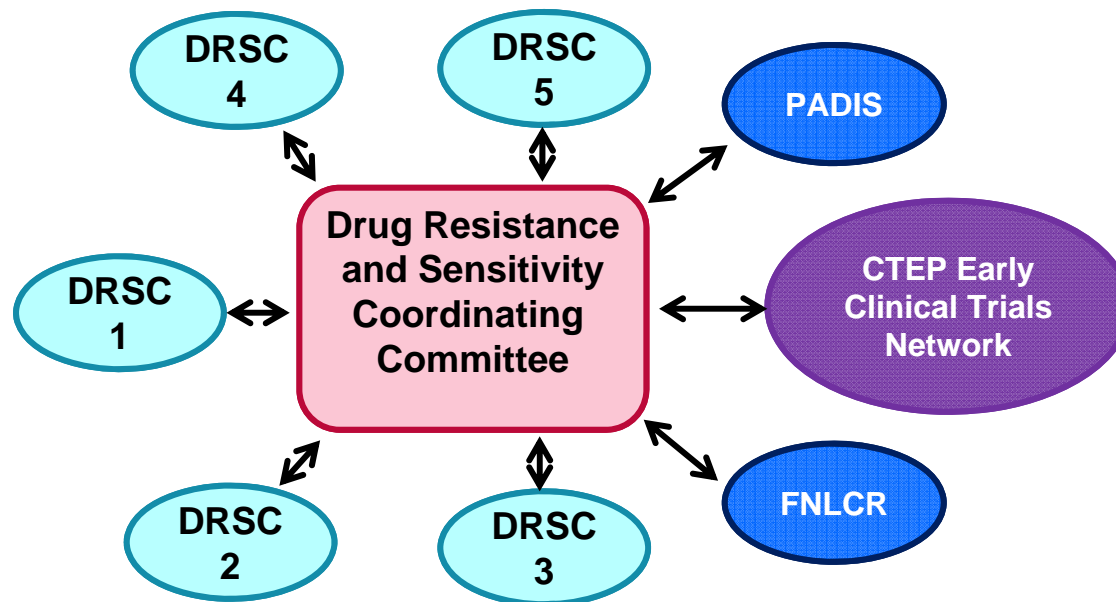 DRSC
4
DRSC
5
PADIS
Drug Resistance
and Sensitivity
Coordinating
Committee
CTEP Early
Clinical Trials
Network
DRSC
1
DRSC
2
DRSC
3
FNLCR